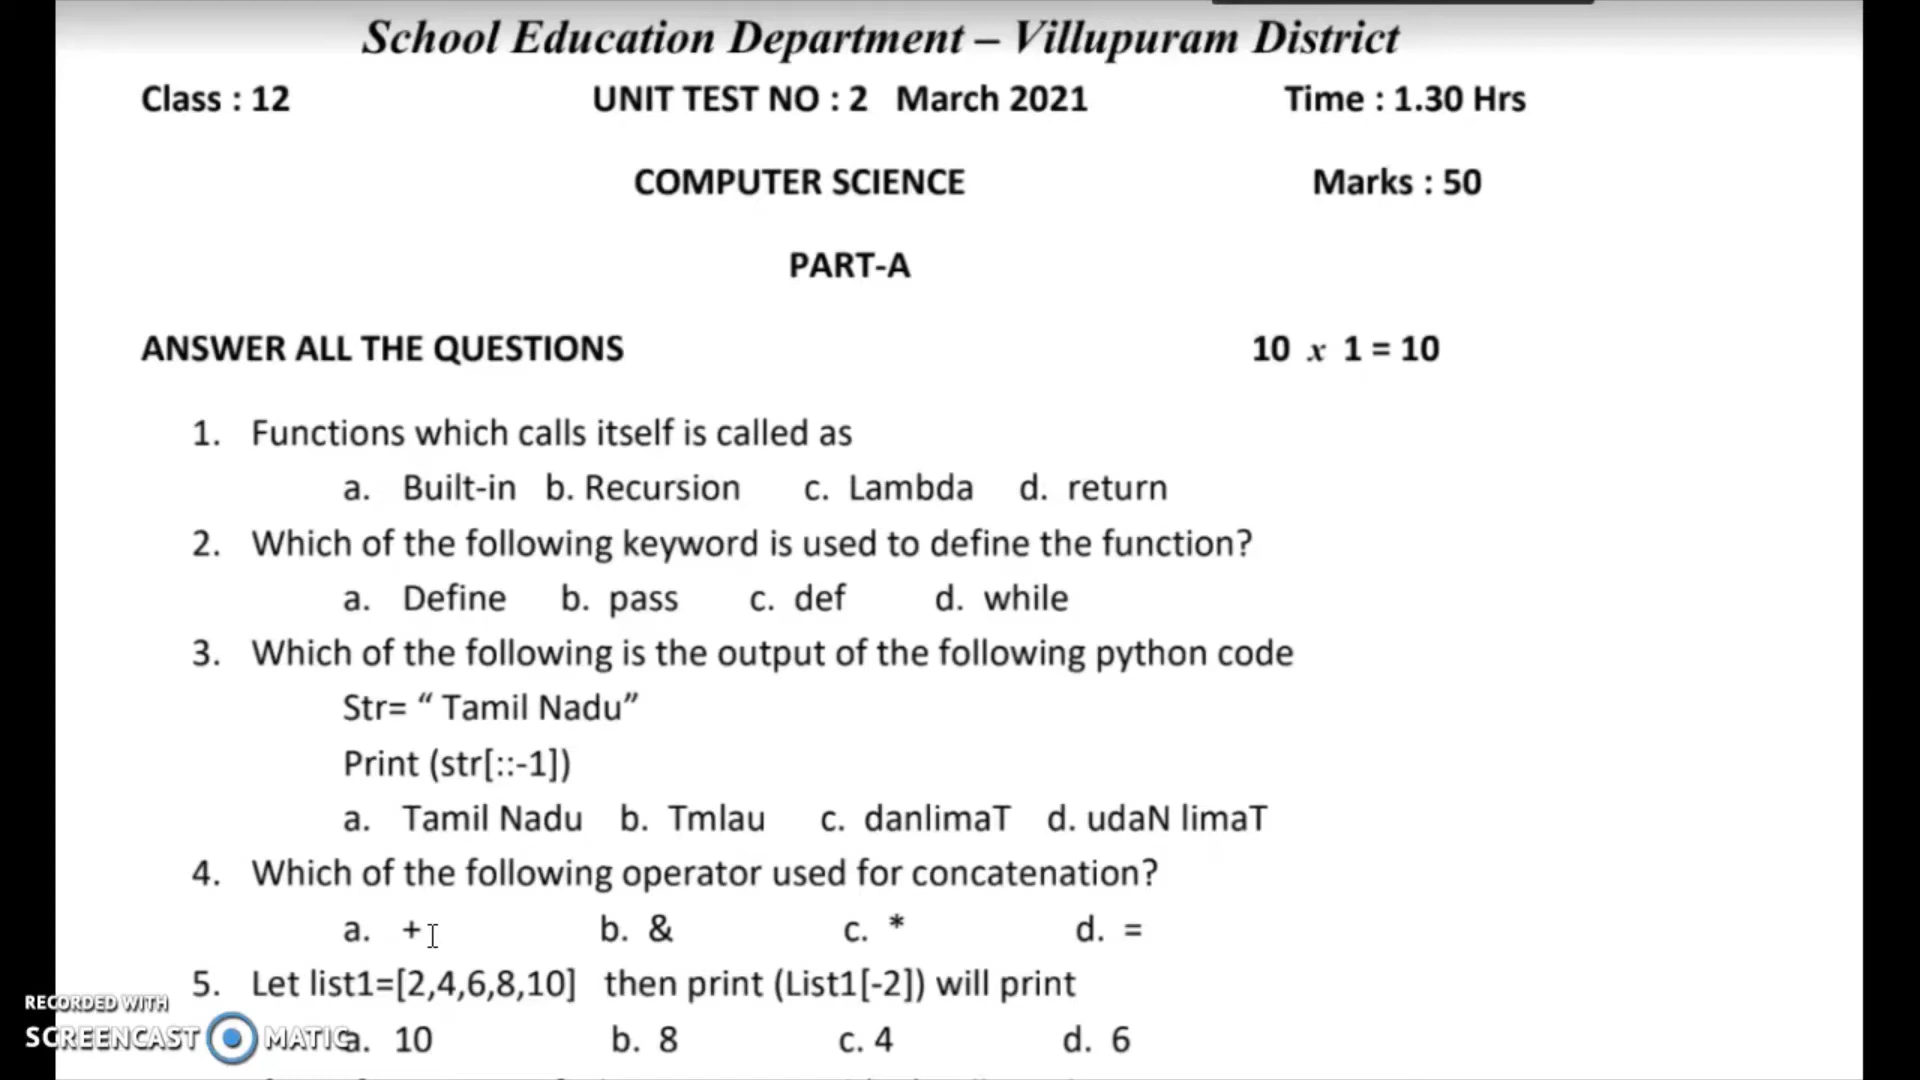 School Education Department – Villupuram District
Class : 12 UNIT TEST NO : 2 March 2021 Time : 1.30 Hrs
COMPUTER SCIENCE Marks : 50
PART-A
ANSWER ALL THE QUESTIONS 10 x 1 = 10
1. Functions which calls itself is called as
a. Built-in b. Recursion c. Lambda d. return
2. Which of the following keyword is used to define the function?
a. Define b. pass c. def d. while
3. Which of the following is the output of the following python code
Str= “ Tamil Nadu”
Print (str[::-1])
a. Tamil Nadu b. Tmlau c. danlimaT d. udaN limaT
4. Which of the following operator used for concatenation?
a. + b. & c. * d. =
5. Let list1=[2,4,6,8,10] then print (List1[-2]) will print
a. 10 b. 8 c. 4 d. 6
RECORDED WITH
SCREENCAST MATIC